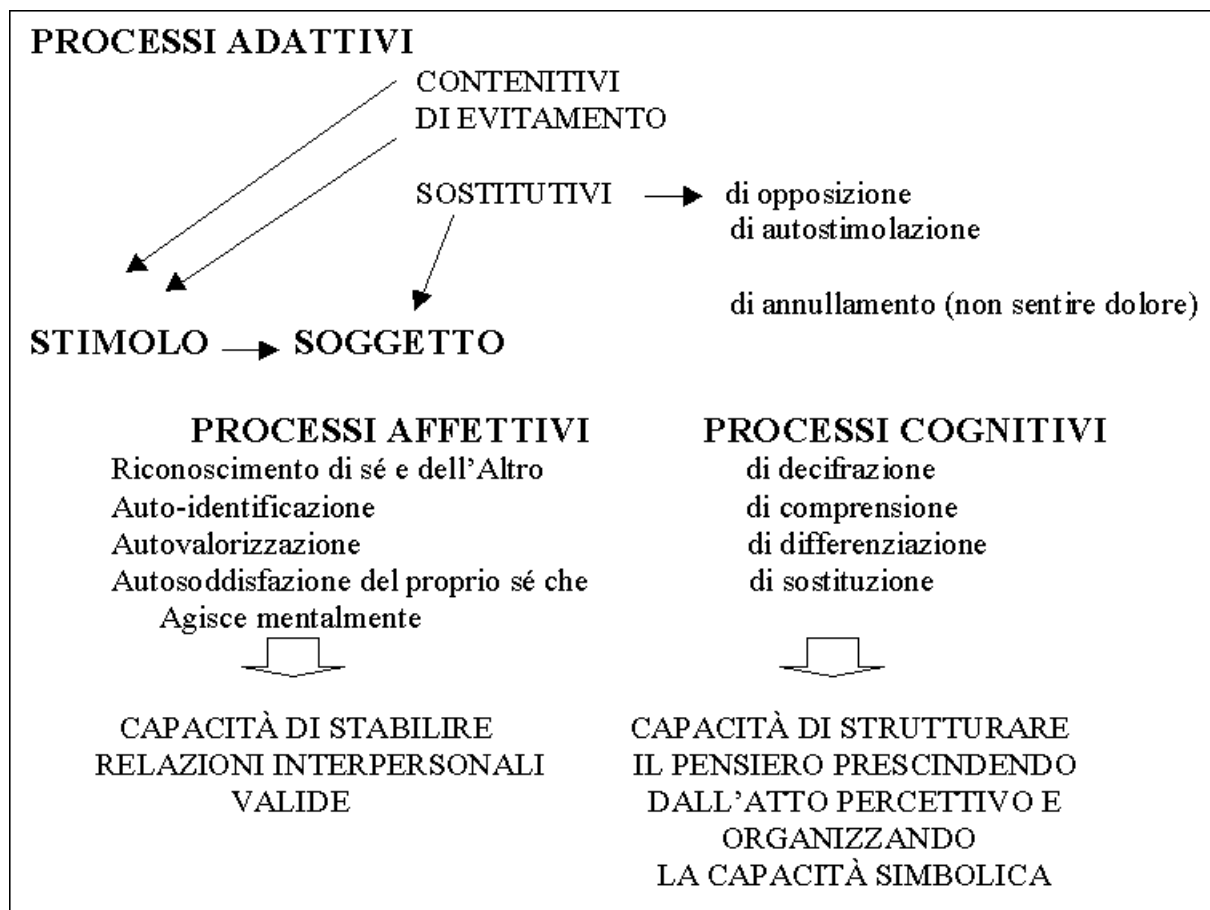 PROCESSI ADATTIVI
CONTENITIVI
DI EVITAMENTO
SOSTITUTIVI
di opposizione
di autostimolazione
di annullamento (non sentire dolore)
STIMOLO
SOGGETTO
PROCESSI AFFETTIVI
Riconoscimento di sé e dell'Altro
Auto-identificazione
Autovalorizzazione
Autosoddisfazione del proprio sé che
Agisce mentalmente
CAPACITÀ DI STABILIRE
RELAZIONI INTERPERSONALI
VALIDE
PROCESSI COGNITIVI
di decifrazione
di comprensione
di differenziazione
di sostituzione
CAPACITÀ DI STRUTTURARE
IL PENSIERO PRESCINDENDO
DALL'ATTO PERCETTIVO E
ORGANIZZANDO
LA CAPACITÀ SIMBOLICA